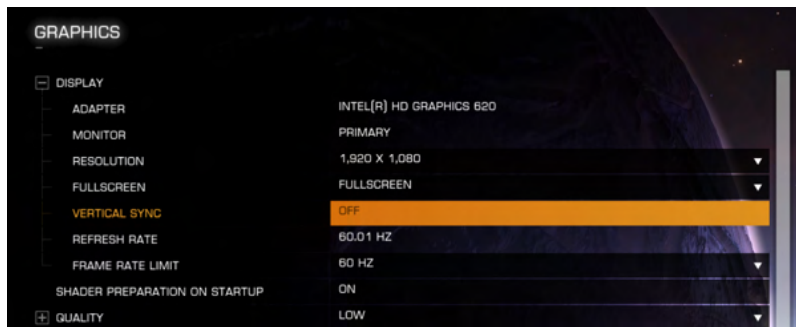 GRAPHICS
DISPLAY
ADAPTER INTEL(R) HD GRAPHICS 620
MONITOR PRIMARY
RESOLUTION 1,920 X 1,080
FULLSCREEN FULLSCREEN
VERTICAL SYNC OFF
REFRESH RATE 60.01 HZ
FRAME RATE LIMIT 60 HZ
SHADER PREPARATION ON STARTUP ON
QUALITY LOW